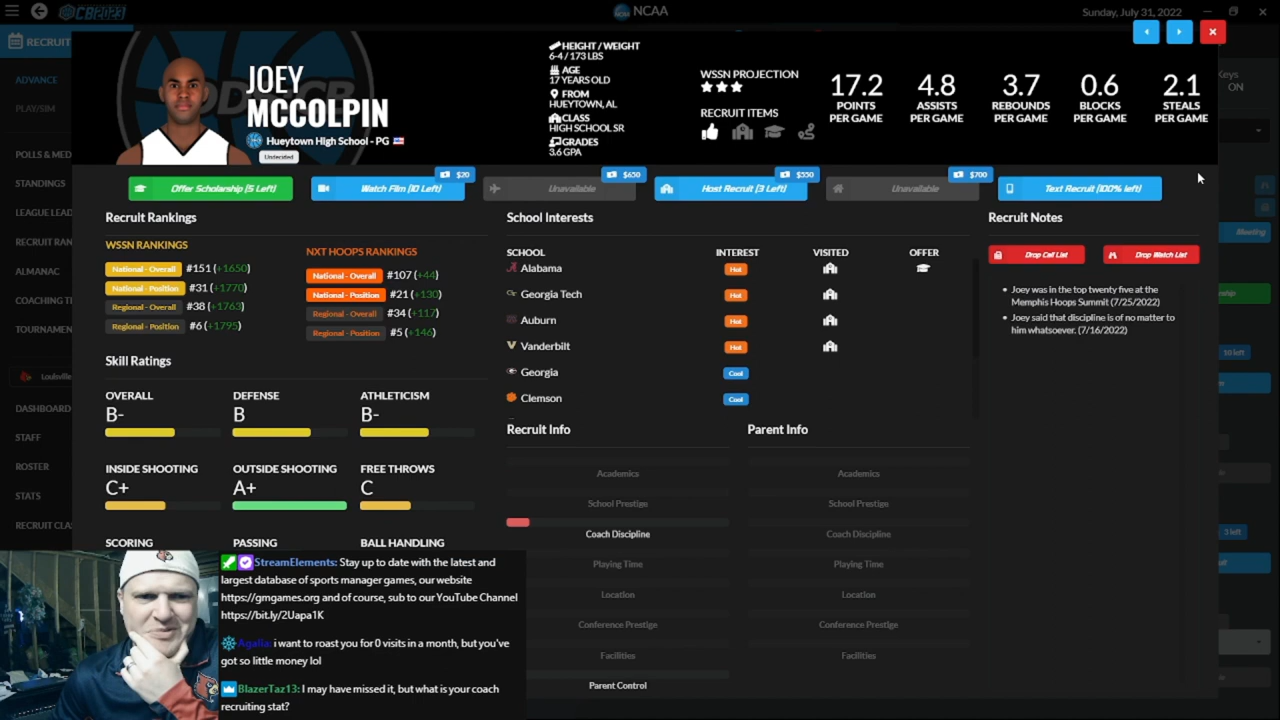 CB2023
NCAA
Sunday, July 31, 2022
RECRUIT
ADVANCE
PLAY/SIM
POLLS & MED
STANDINGS
LEAGUE LEAD
RECRUIT RAN
ALMANAC
COACHING T
TOURNAMEN
Louisville
DASHBOARD
STAFF
ROSTER
STATS
RECRUIT CLA
Keys
ON
Meeting
10 left
3 left
JOEY
MCCOLPIN
Hueytown High School - PG
Undecided
HEIGHT / WEIGHT
6-4 / 173 LBS
AGE
17 YEARS OLD
FROM
HUEYTOWN, AL
CLASS
HIGH SCHOOL SR
GRADES
3.6 GPA
WSSN PROJECTION
RECRUIT ITEMS
17.2
POINTS
PER GAME
4.8
ASSISTS
PER GAME
3.7
REBOUNDS
PER GAME
0.6
BLOCKS
PER GAME
2.1
STEALS
PER GAME
$20 $650 $550 $700
Offer Scholarship (5 Left) Watch Film (10 Left) Unavailable Host Recruit (3 Left) Unavailable Text Recruit (100% left)
Recruit Rankings
WSSN RANKINGS
National - Overall #151 (+1650)
National - Position #31 (+1770)
Regional - Overall #38 (+1763)
Regional - Position #6 (+1795)
NXT HOOPS RANKINGS
National - Overall #107 (+44)
National - Position #21 (+130)
Regional - Overall #34 (+117)
Regional - Position #5 (+146)
Skill Ratings
OVERALL DEFENSE ATHLETICISM
B- B B-
INSIDE SHOOTING OUTSIDE SHOOTING FREE THROWS
C+ A+ C
SCORING PASSING BALL HANDLING
School Interests
SCHOOL INTEREST VISITED OFFER
Alabama Hot
Georgia Tech Hot
Auburn Hot
Vanderbilt Hot
Georgia Cool
Clemson Cool
Recruit Info
Academics
School Prestige
Coach Discipline
Playing Time
Location
Conference Prestige
Facilities
Parent Control
Parent Info
Academics
School Prestige
Coach Discipline
Playing Time
Location
Conference Prestige
Facilities
Recruit Notes
Drop Call List Drop Watch List
Joey was in the top twenty five at the
Memphis Hoops Summit (7/25/2022)
Joey said that discipline is of no matter to
him whatsoever. (7/16/2022)
StreamElements: Stay up to date with the latest and
largest database of sports manager games, our website
https://gmgames.org and of course, sub to our YouTube Channel
https://bit.ly/2Uapa1K
Agalia: i want to roast you for 0 visits in a month, but you've
got so little money lol
BlazerTaz13: I may have missed it, but what is your coach
recruiting stat?